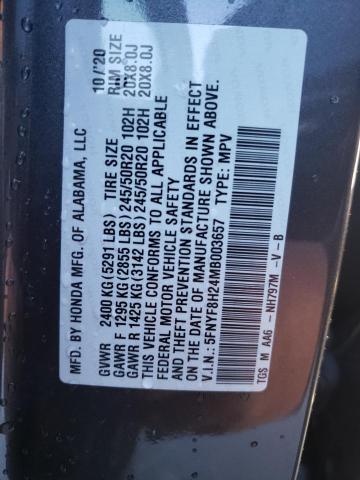 MFD. BY HONDA MFG. OF ALABAMA, LLC 10/'20
GVWR 2400 KG (5291 LBS) TIRE SIZE RIM SIZE
GAWR F 1295 KG (2855 LBS) 245/50R20 102H 20X8.0J
GAWR R 1425 KG (3142 LBS) 245/50R20 102H 20X8.0J
THIS VEHICLE CONFORMS TO ALL APPLICABLE
FEDERAL MOTOR VEHICLE SAFETY
AND THEFT PREVENTION STANDARDS IN EFFECT
ON THE DATE OF MANUFACTURE SHOWN ABOVE.
V.I.N.: 5FNYF8H24MB003657 TYPE: MPV
TGS M AA6 -NH797M -V -B